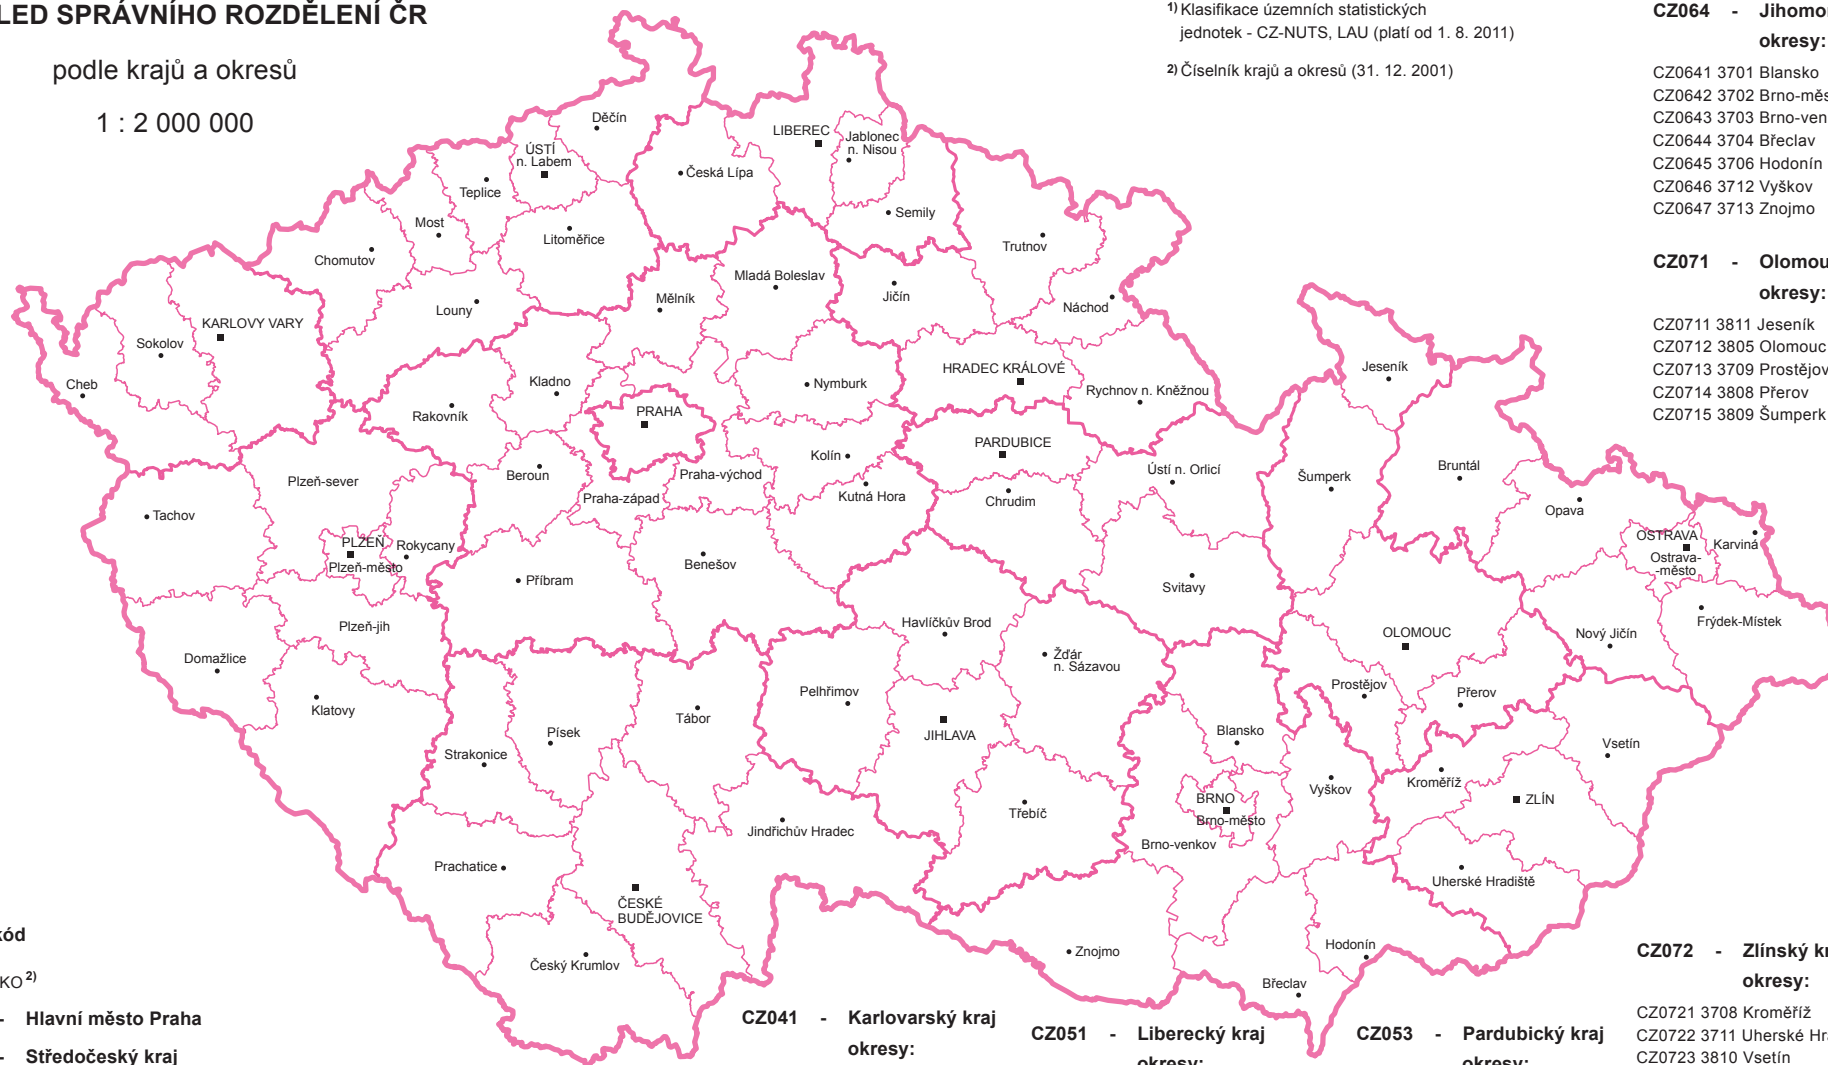 LED SPRÁVNÍHO ROZDĚLENÍ ČR
podle krajů a okresů
1 : 2 000 000
1) Klasifikace územních statistických
jednotek - CZ-NUTS, LAU (platí od 1. 8. 2011)
2) Číselník krajů a okresů (31. 12. 2001)
CZ064 - Jihomor
okresy:
CZ0641 3701 Blansko
CZ0642 3702 Brno-měs
CZ0643 3703 Brno-ven
CZ0644 3704 Břeclav
CZ0645 3706 Hodonín
CZ0646 3712 Vyškov
CZ0647 3713 Znojmo
CZ071 - Olomou
okresy:
CZ0711 3811 Jeseník
CZ0712 3805 Olomouc
CZ0713 3709 Prostějov
CZ0714 3808 Přerov
CZ0715 3809 Šumperk
Děčín
LIBEREC
Jablonec
n. Nisou
ÚSTÍ
n. Labem
Česká Lípa
Teplice
Semily
Most
Litoměřice
Trutnov
Chomutov
Mladá Boleslav
Mělník
Jičín
Náchod
Louny
KARLOVY VARY
Sokolov
Cheb
Kladno
Nymburk
HRADEC KRÁLOVÉ
Rychnov n. Kněžnou
Jeseník
Rakovník
PRAHA
PARDUBICE
Kolín
Ústí n. Orlicí
Šumperk
Bruntál
Plzeň-sever
Beroun
Praha-východ
Praha-západ
Kutná Hora
Chrudim
Opava
Tachov
PLZEŇ
Plzeň-město
Rokycany
OSTRAVA
Ostrava-
-město
Karviná
Příbram
Benešov
Svitavy
Plzeň-jih
Havlíčkův Brod
OLOMOUC
Nový Jičín
Frýdek-Místek
Domažlice
Žďár
n. Sázavou
Klatovy
Pelhřimov
Prostějov
Přerov
Tábor
Písek
Strakonice
JIHLAVA
Blansko
Vsetín
Kroměříž
Vyškov
BRNO
Brno-město
ZLÍN
Třebíč
Jindřichův Hradec
Brno-venkov
Prachatice
Uherské Hradiště
ČESKÉ
BUDĚJOVICE
Znojmo
Hodonín
Český Krumlov
Břeclav
kód
KO 2)
- Hlavní město Praha
- Středočeský kraj
CZ041 - Karlovarský kraj
okresy:
CZ051 - Liberecký kraj
okresy:
CZ053 - Pardubický kraj
okresy:
CZ072 - Zlínský kr
okresy:
CZ0721 3708 Kroměříž
CZ0722 3711 Uherské Hra
CZ0723 3810 Vsetín